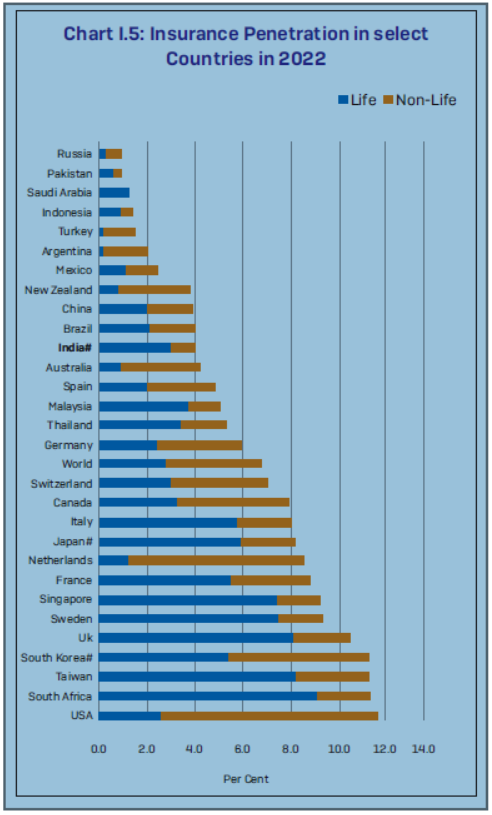 Chart I.5: Insurance Penetration in select
Countries in 2022
Life Non-Life
Russia
Pakistan
Saudi Arabia
Indonesia
Turkey
Argentina
Mexico
New Zealand
China
Brazil
India#
Australia
Spain
Malaysia
Thailand
Germany
World
Switzerland
Canada
Italy
Japan#
Netherlands
France
Singapore
Sweden
Uk
South Korea#
Taiwan
South Africa
USA
0.0 2.0 4.0 6.0 8.0 10.0 12.0 14.0
Per Cent